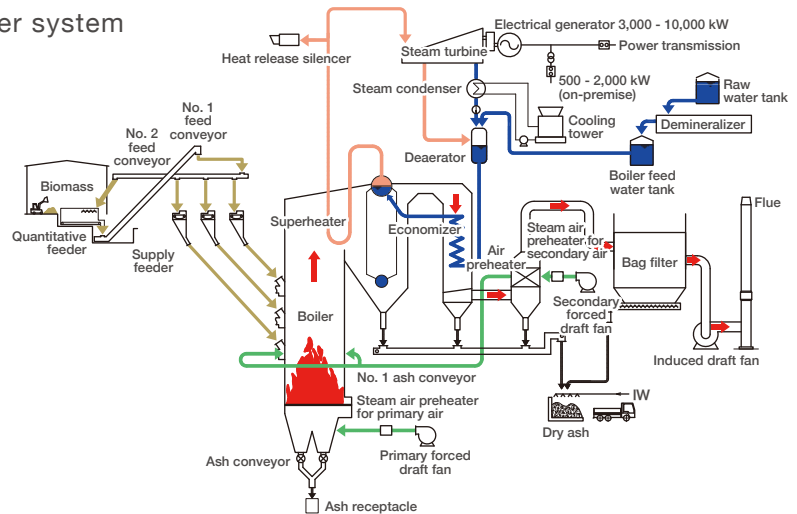 er system
Electrical generator 3,000 - 10,000 kW
Heat release silencer
Steam turbine
Power transmission
500 - 2,000 kW
(on-premise)
Steam condenser
Raw
water tank
No. 1
feed
conveyor
No. 2
feed
conveyor
Cooling
tower
Demineralizer
Deaerator
Boiler feed
water tank
Biomass
Flue
Superheater
Economizer
Steam air
preheater for
secondary air
Quantitative
feeder
Supply
feeder
Air
preheater
Bag filter
Boiler
Secondary
forced
draft fan
Induced draft fan
No. 1 ash conveyor
Steam air preheater
for primary air
IW
Dry ash
Ash conveyor
Primary forced
draft fan
Ash receptacle